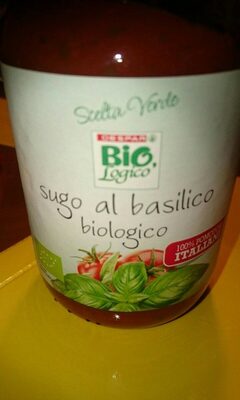 Scelta Verde
DESPAR
BiO,
Logico
sugo al basilico
biologico
100% POMODORO
ITALIANO